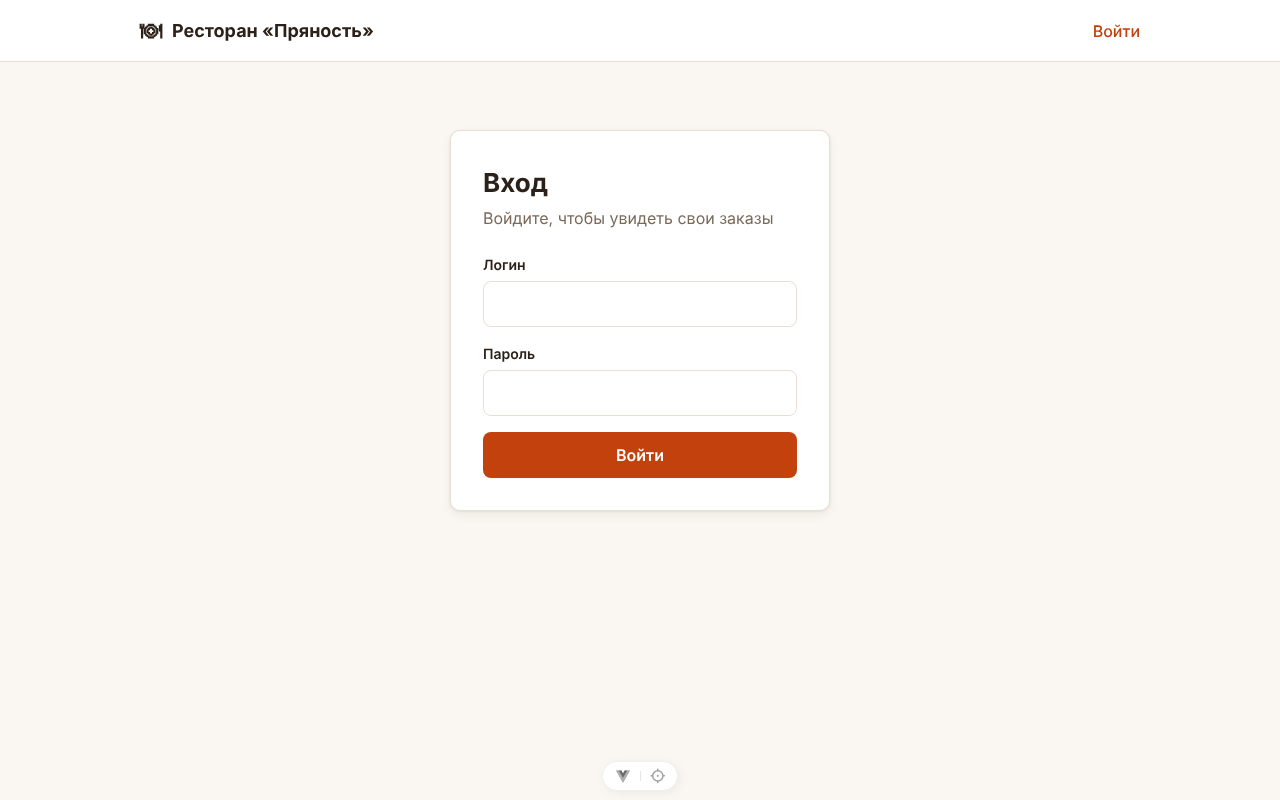 Ресторан «Пряность»
Войти
Вход
Войдите, чтобы увидеть свои заказы
Логин
Пароль
Войти